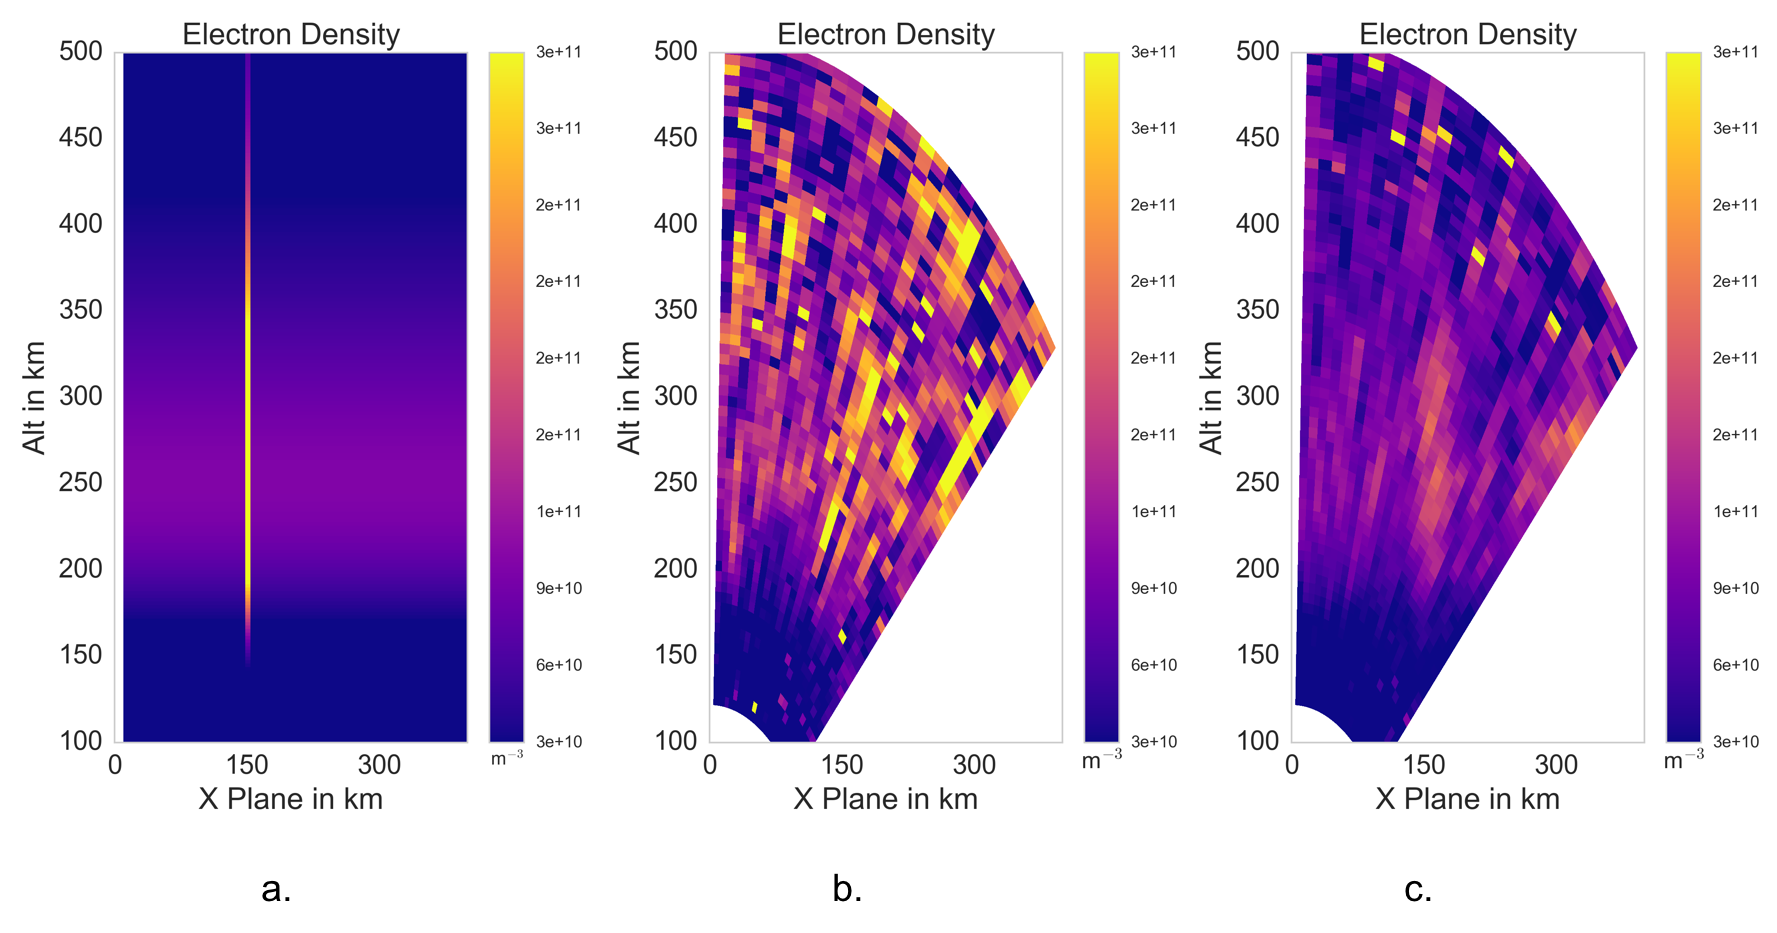 Electron Density
500
450
400
350
300
250
200
150
100
Alt in km
0 150 300
X Plane in km
3e+11
3e+11
2e+11
2e+11
2e+11
2e+11
1e+11
9e+10
6e+10
3e+10
m⁻³
a.
Electron Density
500
450
400
350
300
250
200
150
100
Alt in km
0 150 300
X Plane in km
3e+11
3e+11
2e+11
2e+11
2e+11
2e+11
1e+11
9e+10
6e+10
3e+10
m⁻³
b.
Electron Density
500
450
400
350
300
250
200
150
100
Alt in km
0 150 300
X Plane in km
3e+11
3e+11
2e+11
2e+11
2e+11
2e+11
1e+11
9e+10
6e+10
3e+10
m⁻³
c.